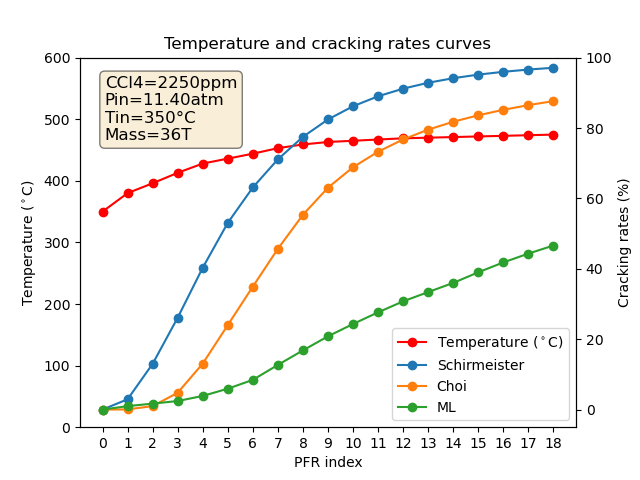 Temperature and cracking rates curves
CCl4=2250ppm
Pin=11.40atm
Tin=350°C
Mass=36T
Temperature (°C)
600
500
400
300
200
100
0
100
80
60
40
20
0
Cracking rates (%)
Temperature (°C)
Schirmeister
Choi
ML
0 1 2 3 4 5 6 7 8 9 10 11 12 13 14 15 16 17 18
PFR index